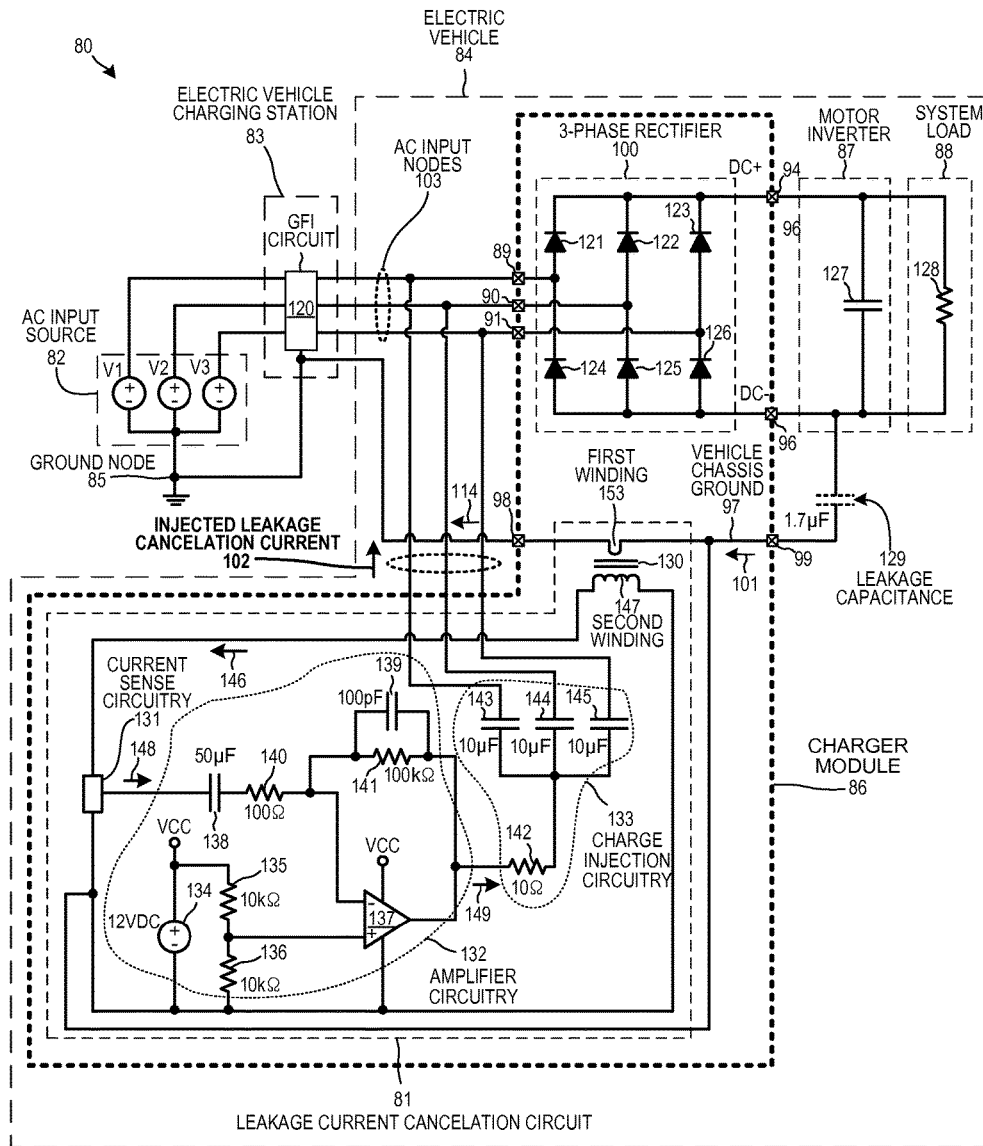 80
ELECTRIC
VEHICLE
84
ELECTRIC VEHICLE
CHARGING STATION
83
GFI
CIRCUIT
120
AC INPUT
NODES
103
3-PHASE RECTIFIER
100
DC+
94
MOTOR
INVERTER
87
SYSTEM
LOAD
88
96
121
122
123
89
90
91
127
128
AC INPUT
SOURCE
82
V1
V2
V3
+
-
+
-
+
-
124
125
126
DC-
96
GROUND NODE
85
INJECTED LEAKAGE
CANCELATION CURRENT
102
114
98
FIRST
WINDING
153
VEHICLE
CHASSIS
GROUND
97
101
99
1.7µF
129
LEAKAGE
CAPACITANCE
130
147
SECOND
WINDING
146
CURRENT
SENSE
CIRCUITRY
131
148
139
100pF
141
100kΩ
50µF
138
140
100Ω
143
10µF
144
10µF
145
10µF
CHARGER
MODULE
86
133
CHARGE
INJECTION
CIRCUITRY
142
10Ω
149
VCC
134
12VDC
+
-
135
10kΩ
136
10kΩ
VCC
-
137
+
132
AMPLIFIER
CIRCUITRY
81
LEAKAGE CURRENT CANCELATION CIRCUIT